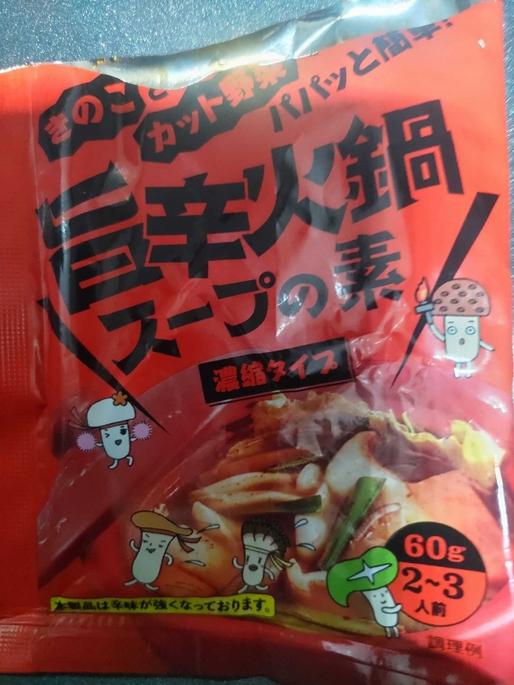 きのこと
カット野菜
パパッと簡単!
旨辛火鍋
スープの素
濃縮タイプ
60g
2~3
人前
本製品は辛味が強くなっております。
調理例